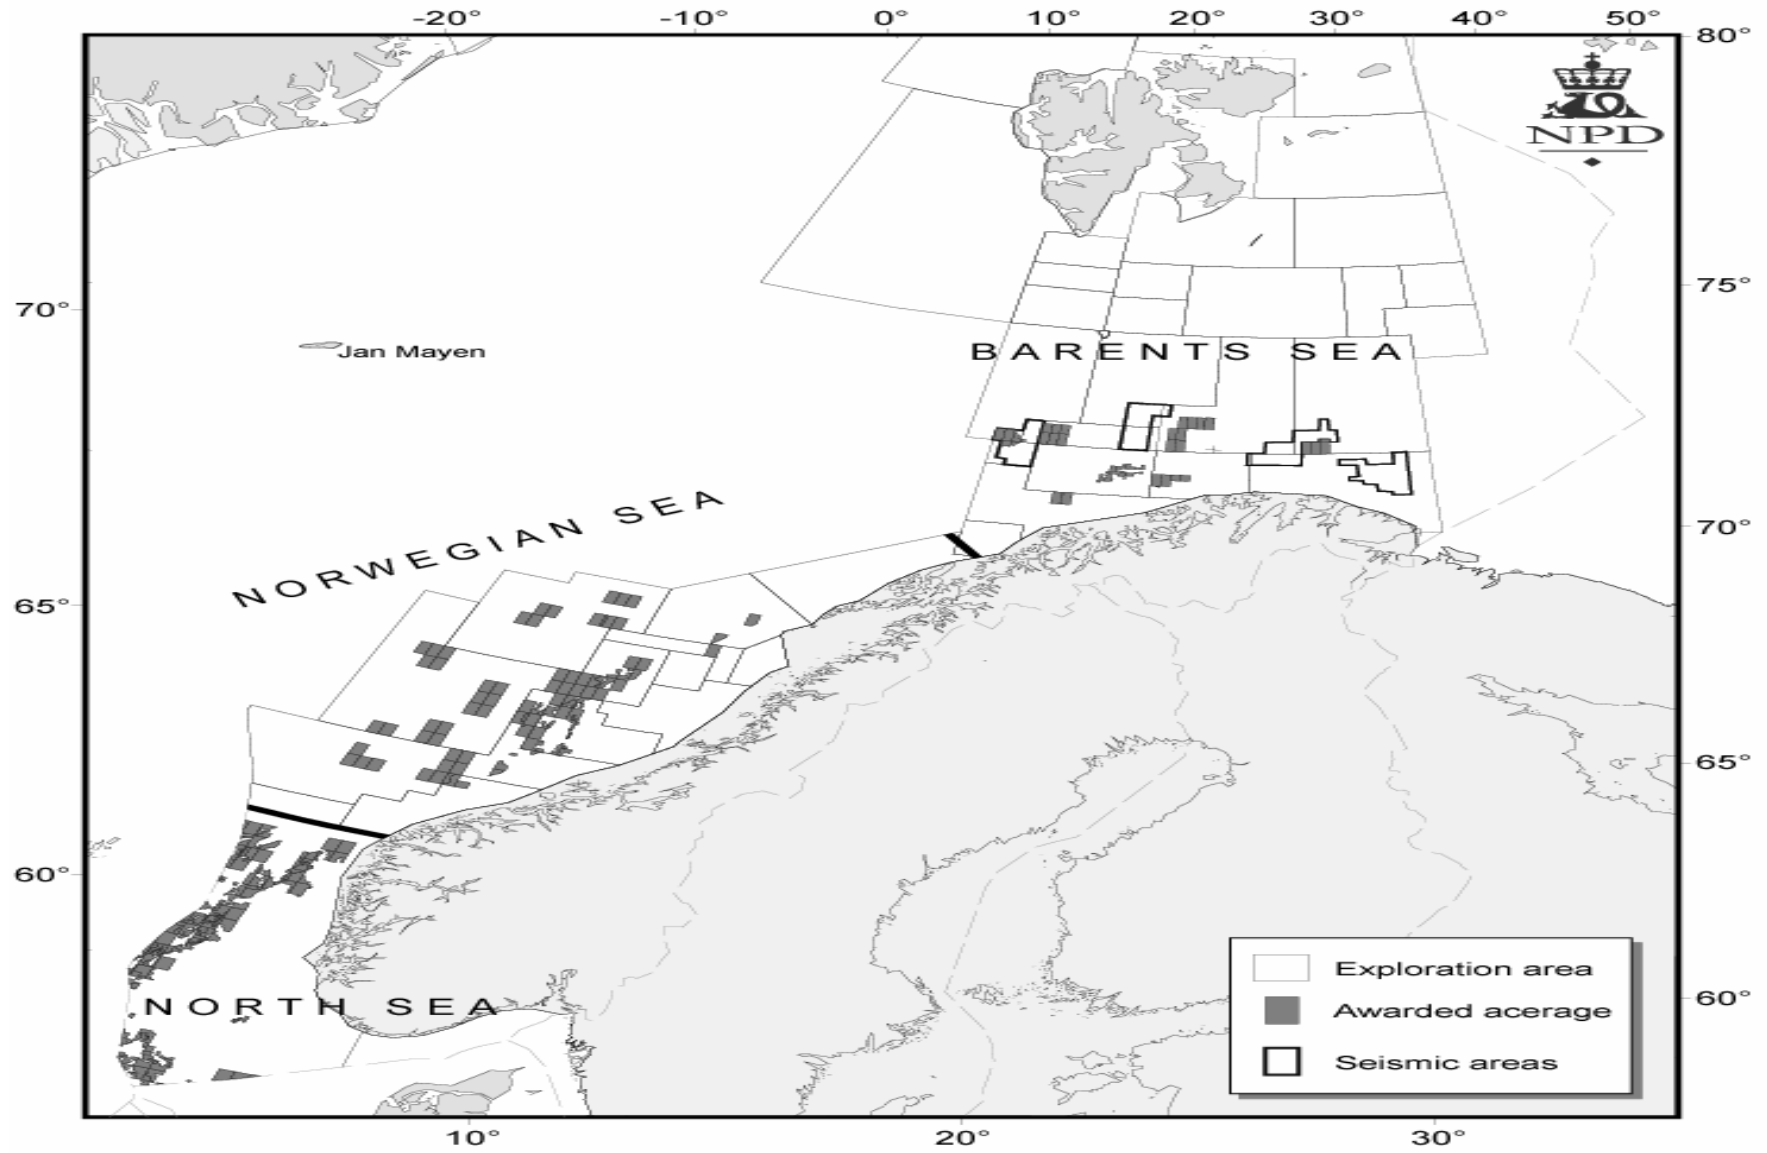 -20° -10° 0° 10° 20° 30° 40° 50°
80°
NPD
75°
70°
Jan Mayen
BARENTS SEA
NORWEGIAN SEA
70°
65°
65°
60°
NORTH SEA
60°
Exploration area
Awarded acerage
Seismic areas
10° 20° 30°